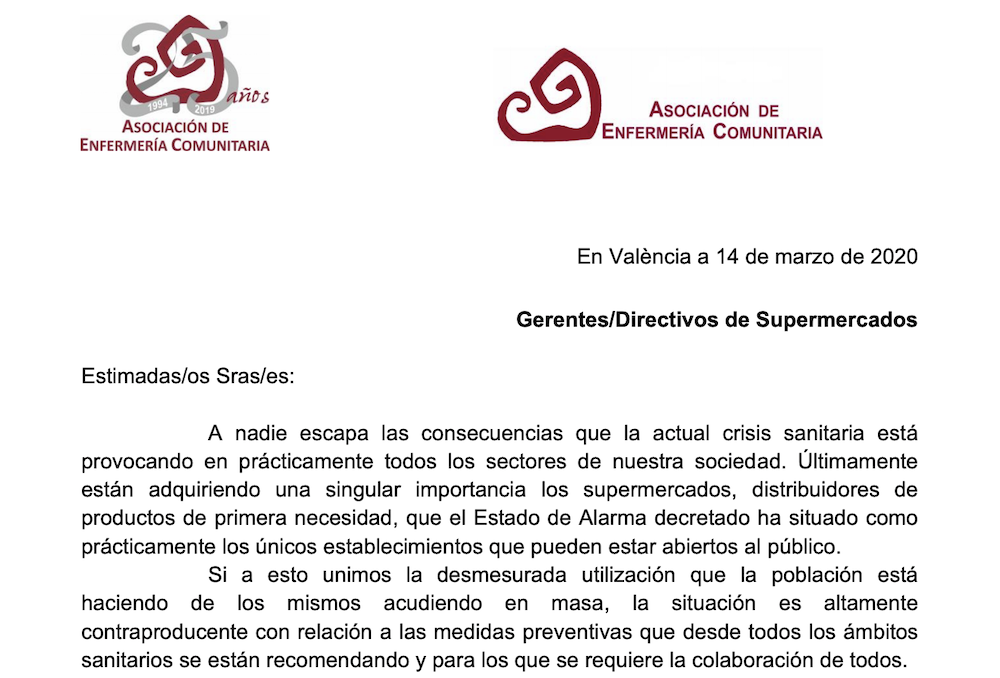 25 años
1994 2019
ASOCIACIÓN DE
ENFERMERÍA COMUNITARIA
ASOCIACIÓN DE
ENFERMERÍA COMUNITARIA
En València a 14 de marzo de 2020
Gerentes/Directivos de Supermercados
Estimadas/os Sras/es:
A nadie escapa las consecuencias que la actual crisis sanitaria está
provocando en prácticamente todos los sectores de nuestra sociedad. Últimamente
están adquiriendo una singular importancia los supermercados, distribuidores de
productos de primera necesidad, que el Estado de Alarma decretado ha situado como
prácticamente los únicos establecimientos que pueden estar abiertos al público.
Si a esto unimos la desmesurada utilización que la población está
haciendo de los mismos acudiendo en masa, la situación es altamente
contraproducente con relación a las medidas preventivas que desde todos los ámbitos
sanitarios se están recomendando y para los que se requiere la colaboración de todos.